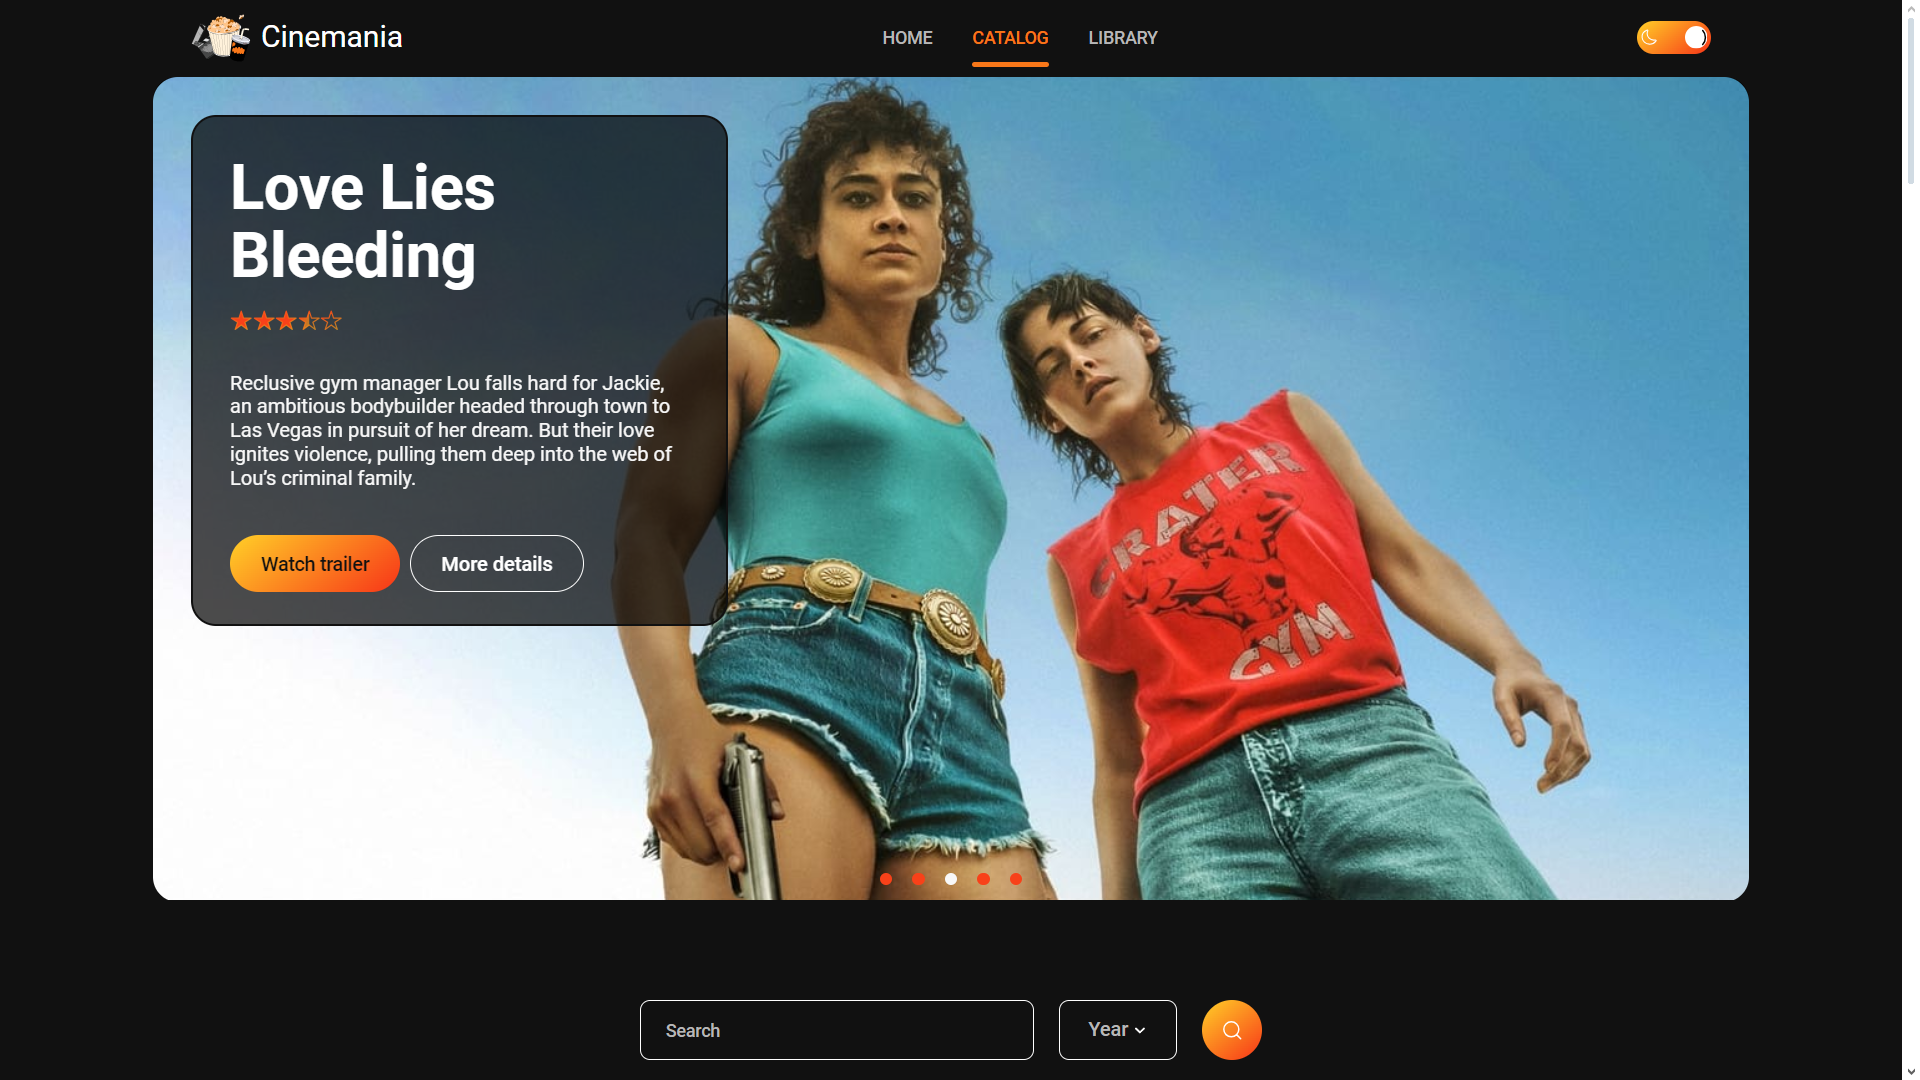 Cinemania
HOME
CATALOG
LIBRARY
Love Lies
Bleeding
Reclusive gym manager Lou falls hard for Jackie,
an ambitious bodybuilder headed through town to
Las Vegas in pursuit of her dream. But their love
ignites violence, pulling them deep into the web of
Lou’s criminal family.
Watch trailer
More details
CRATER
GYM
Search
Year